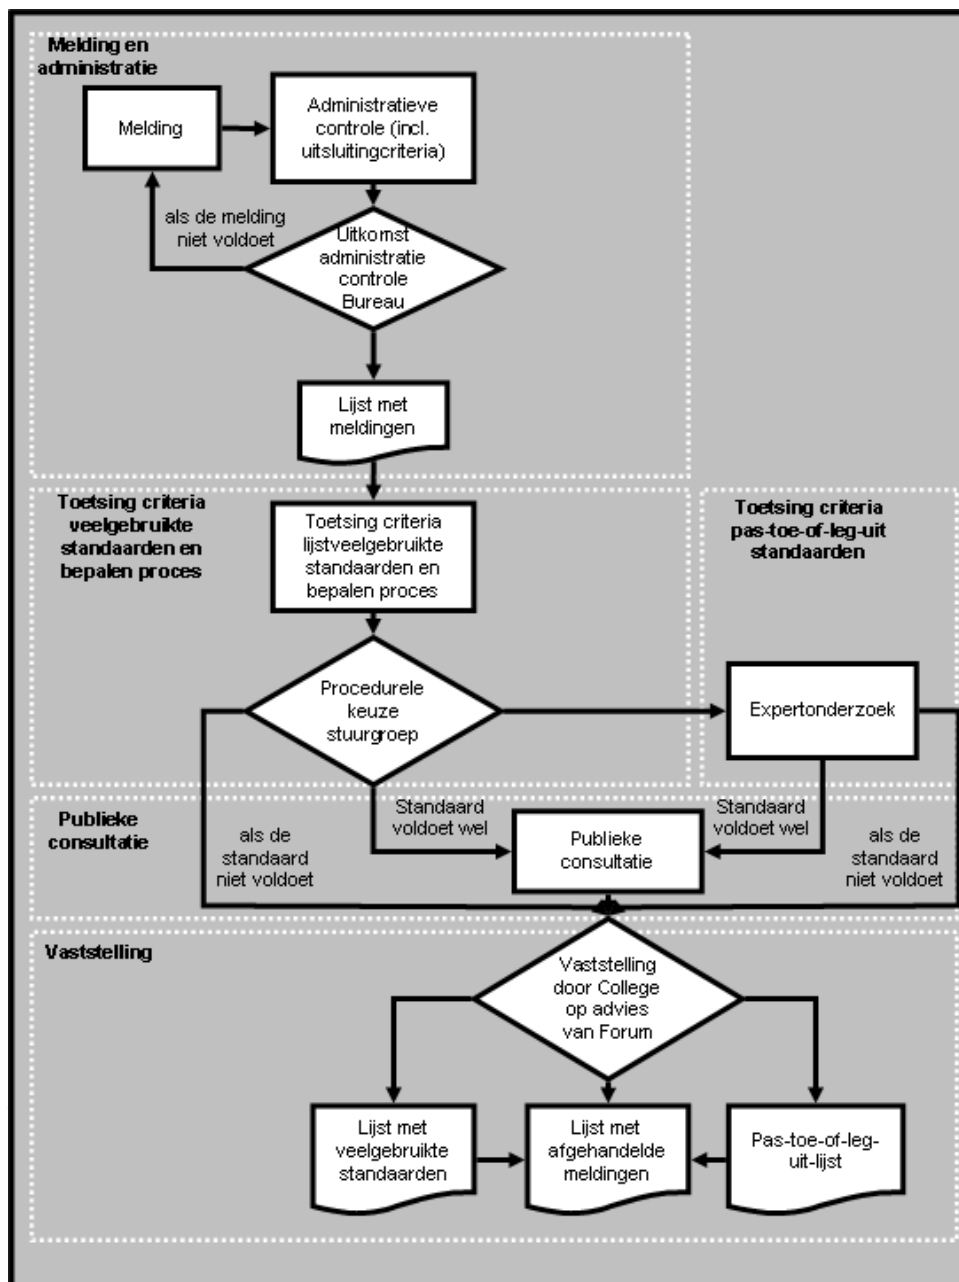 Melding en
administratie
Melding
Administratieve
controle (incl.
uitsluitingcriteria)
als de melding
niet voldoet
Uitkomst
administratie
controle
Bureau
Lijst met
meldingen
Toetsing criteria
veelgebruikte
standaarden en
bepalen proces
Toetsing criteria
lijstveelgebruikte
standaarden en
bepalen proces
Toetsing criteria
pas-toe-of-leg-uit
standaarden
Procedurele
keuze
stuurgroep
Expertonderzoek
Publieke
consultatie
als de
standaard
niet voldoet
Standaard
voldoet wel
Publieke
consultatie
Standaard
voldoet wel
als de
standaard
niet voldoet
Vaststelling
Vaststelling
door College
op advies
van Forum
Lijst met
veelgebruikte
standaarden
Lijst met
afgehandelde
meldingen
Pas-toe-of-leg-
uit-lijst